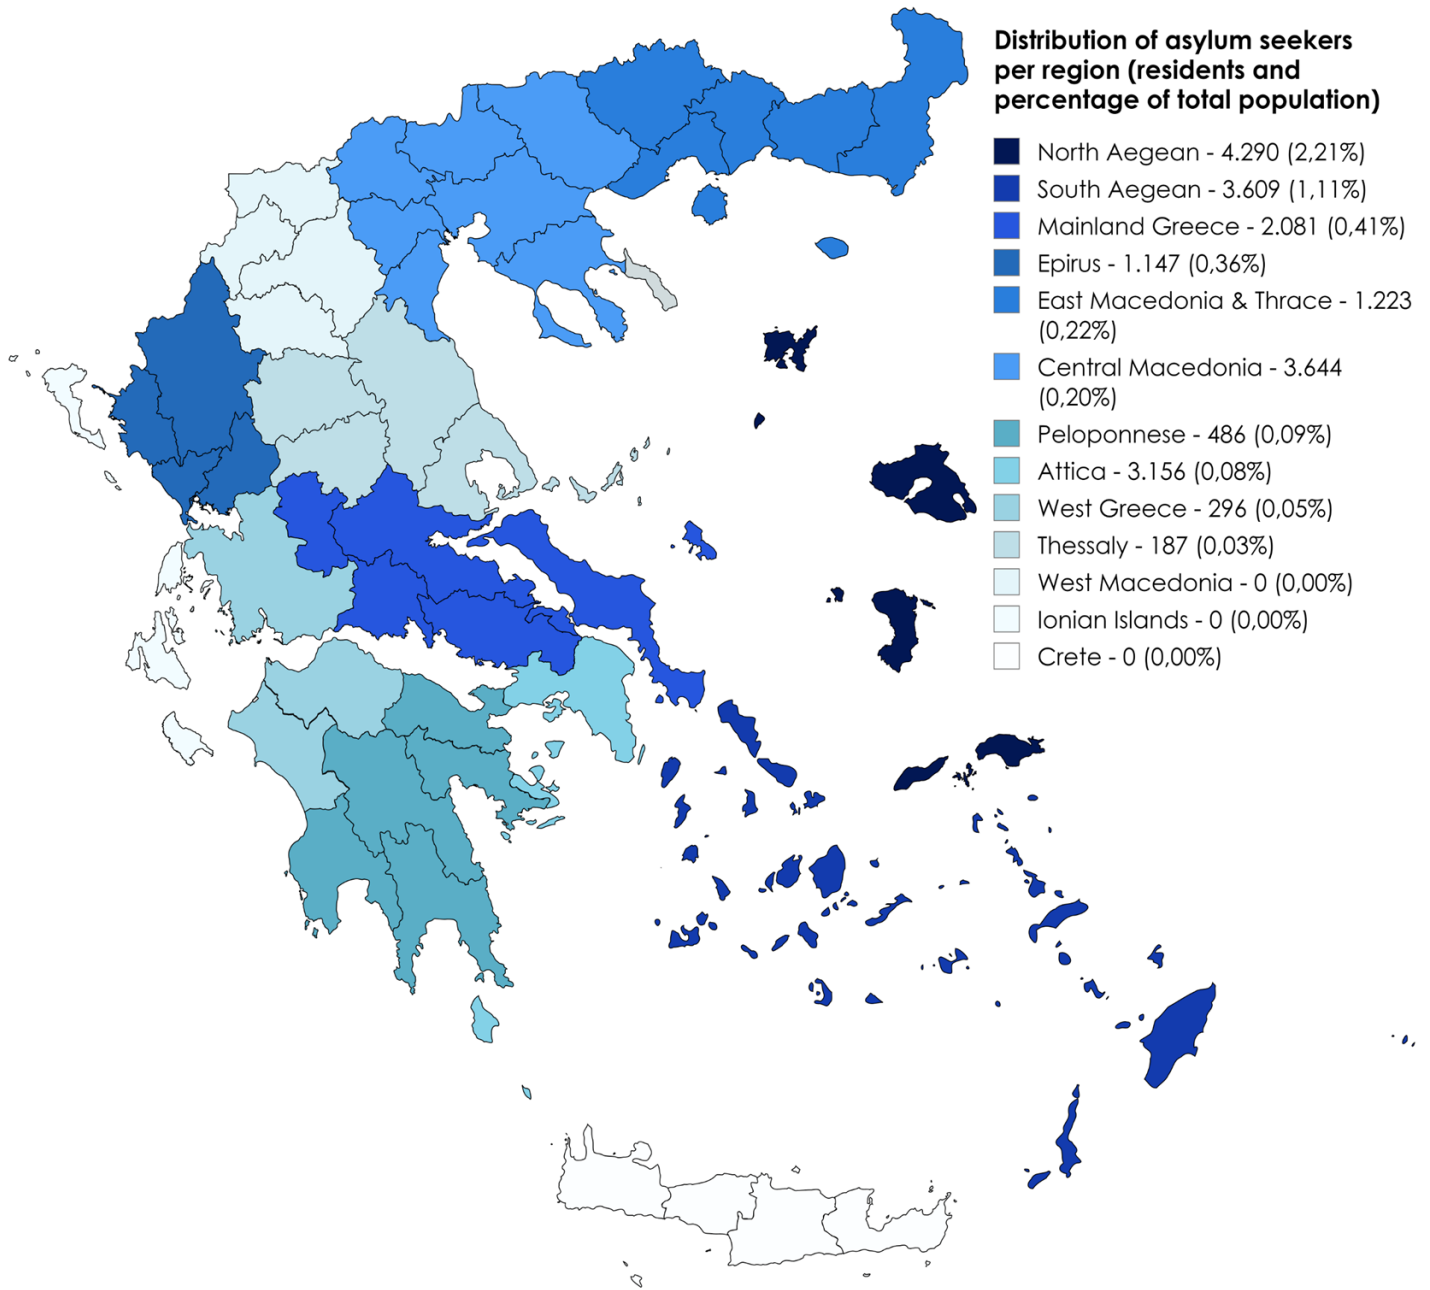 Distribution of asylum seekers
per region (residents and
percentage of total population)
North Aegean - 4.290 (2,21%)
South Aegean - 3.609 (1,11%)
Mainland Greece - 2.081 (0,41%)
Epirus - 1.147 (0,36%)
East Macedonia & Thrace - 1.223
(0,22%)
Central Macedonia - 3.644
(0,20%)
Peloponnese - 486 (0,09%)
Attica - 3.156 (0,08%)
West Greece - 296 (0,05%)
Thessaly - 187 (0,03%)
West Macedonia - 0 (0,00%)
Ionian Islands - 0 (0,00%)
Crete - 0 (0,00%)